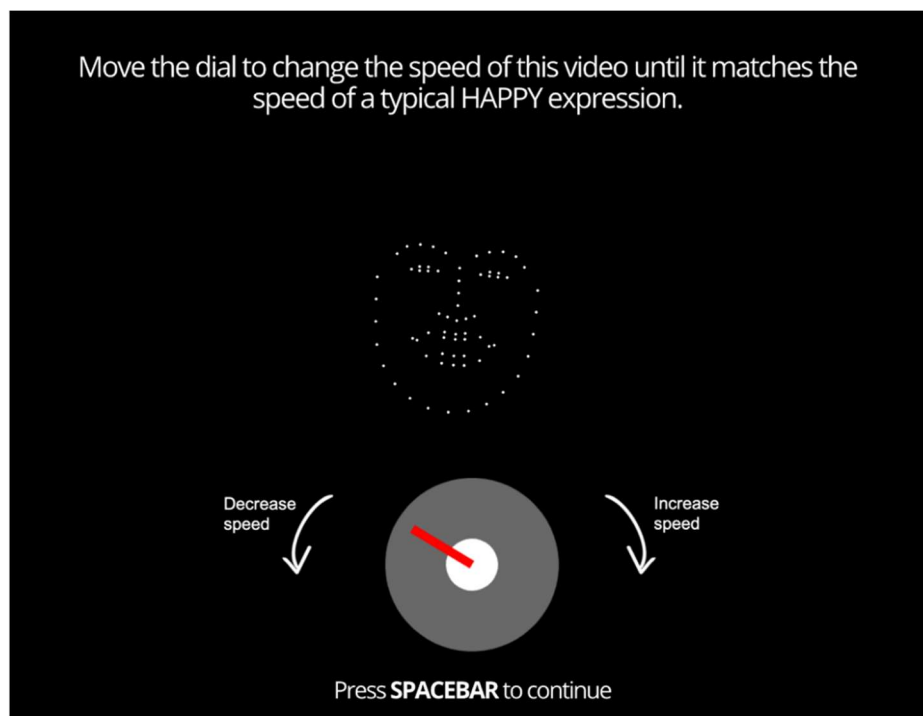 Move the dial to change the speed of this video until it matches the
speed of a typical HAPPY expression.
Decrease
speed
Increase
speed
Press SPACEBAR to continue